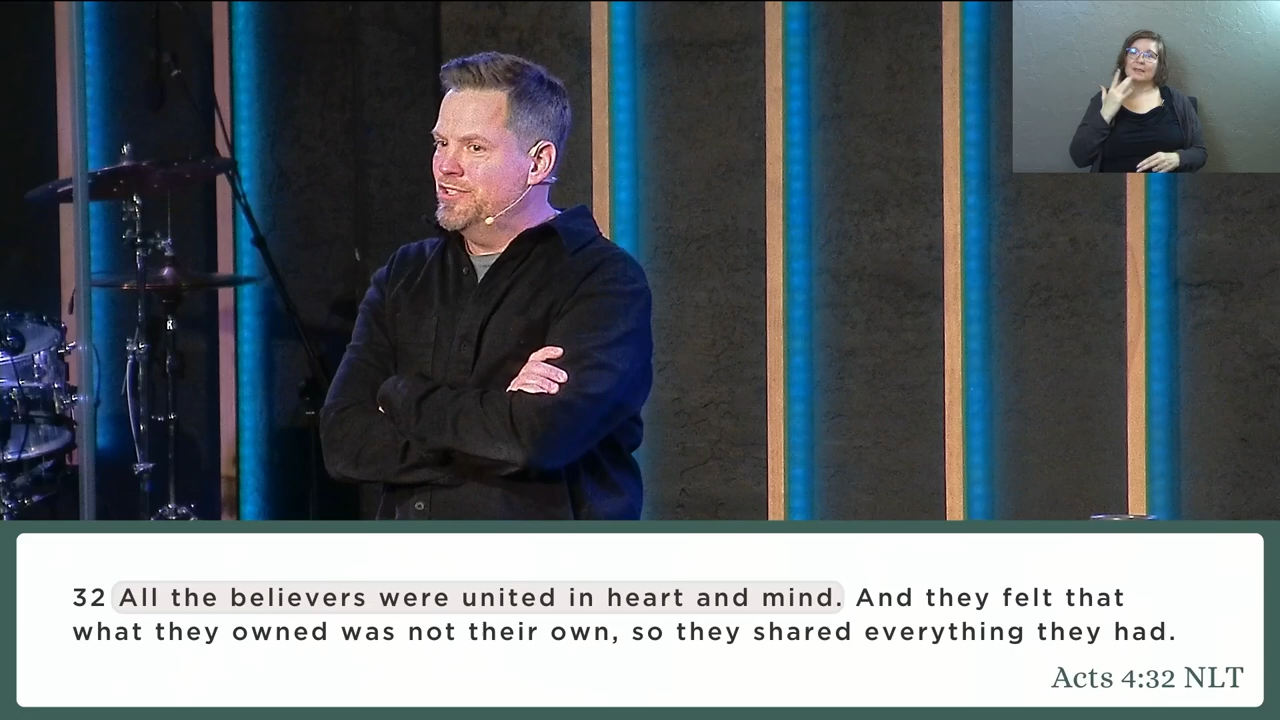 32 All the believers were united in heart and mind. And they felt that
what they owned was not their own, so they shared everything they had.
Acts 4:32 NLT